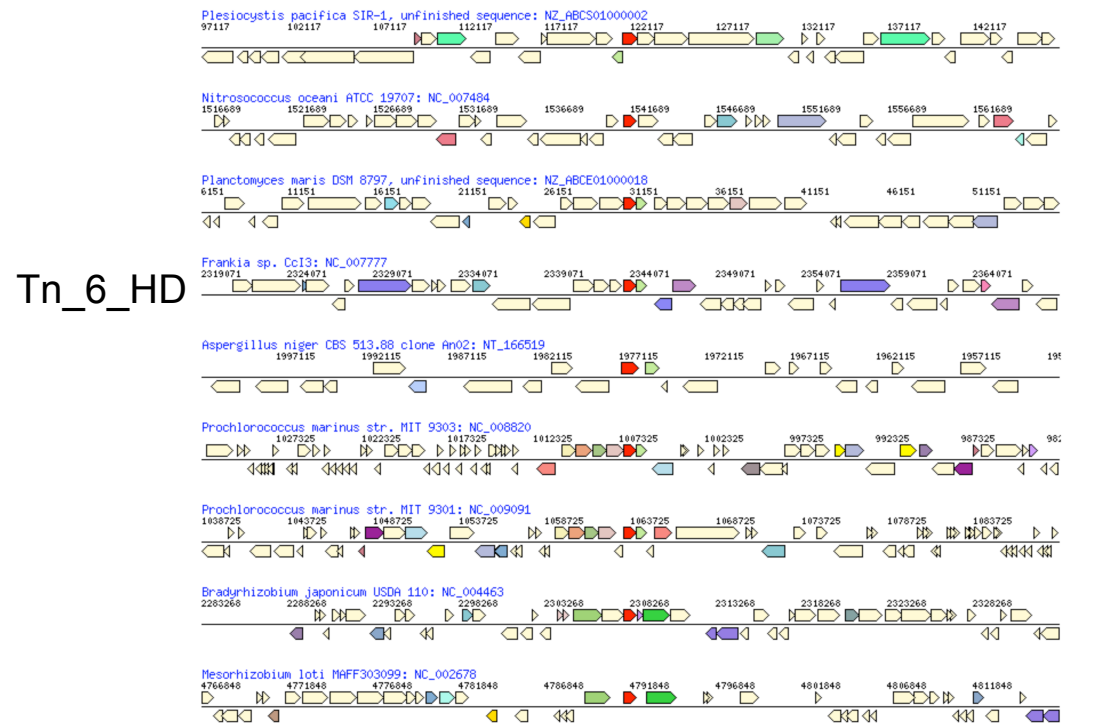 Plesiocystis pacifica SIR-1, unfinished sequence: NZ_ABCS01000002
97117 102117 107117 112117 117117 122117 127117 132117 137117 142117
Nitrosococcus oceani ATCC 19707: NC_007484
1516689 1521689 1526689 1531689 1536689 1541689 1546689 1551689 1556689 1561689
Planctomyces maris DSM 8797, unfinished sequence: NZ_ABCE01000018
6151 11151 16151 21151 26151 31151 36151 41151 46151 51151
Frankia sp. CcI3: NC_007777
Tn_6_HD
2319071 2324071 2329071 2334071 2339071 2344071 2349071 2354071 2359071 2364071
Aspergillus niger CBS 513.88 clone An02: NT_166519
1997115 1992115 1987115 1982115 1977115 1972115 1967115 1962115 1957115 195
Prochlorococcus marinus str. MIT 9303: NC_008820
1027325 1022325 1017325 1012325 1007325 1002325 997325 992325 987325 982
Prochlorococcus marinus str. MIT 9301: NC_009091
1038725 1043725 1048725 1053725 1058725 1063725 1068725 1073725 1078725 1083725
Bradyrhizobium japonicum USDA 110: NC_004463
2283268 2288268 2293268 2298268 2303268 2308268 2313268 2318268 2323268 2328268
Mesorhizobium loti MAFF303099: NC_002678
4766848 4771848 4776848 4781848 4786848 4791848 4796848 4801848 4806848 4811848